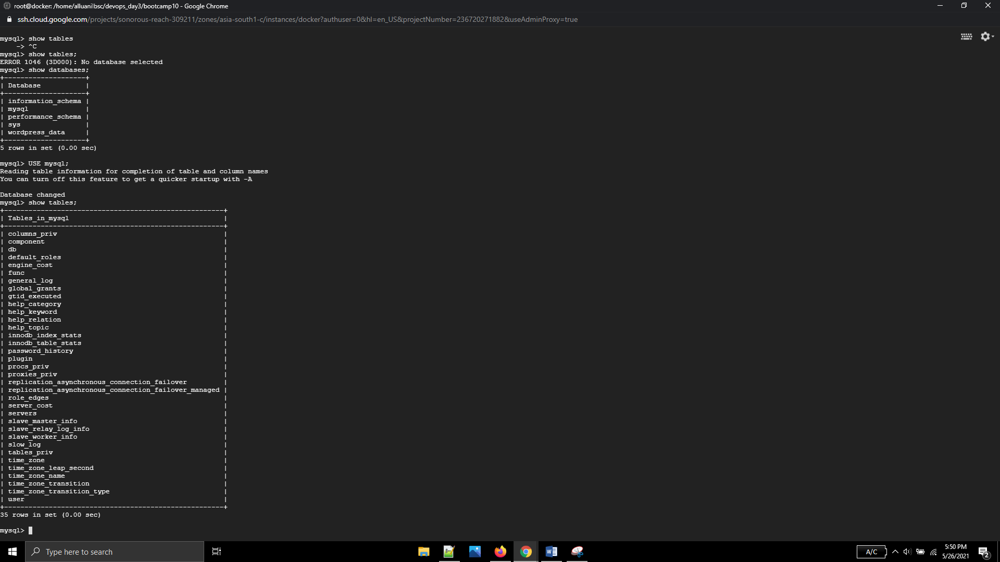 root@docker: /home/alluanilbsc/devops_day3/bootcamp10 - Google Chrome
ssh.cloud.google.com/projects/sonorous-reach-309211/zones/asia-south1-c/instances/docker?authuser=0&hl=en_US&projectNumber=236720271882&useAdminProxy=true
mysql> show tables
    -> ^C
mysql> show tables;
ERROR 1046 (3D000): No database selected
mysql> show databases;
+--------------------+
| Database           |
+--------------------+
| information_schema |
| mysql              |
| performance_schema |
| sys                |
| wordpress_data     |
+--------------------+
5 rows in set (0.00 sec)
mysql> USE mysql;
Reading table information for completion of table and column names
You can turn off this feature to get a quicker startup with -A
Database changed
mysql> show tables;
+------------------------------------------------------+
| Tables_in_mysql                                      |
+------------------------------------------------------+
| columns_priv                                         |
| component                                            |
| db                                                   |
| default_roles                                        |
| engine_cost                                          |
| func                                                 |
| general_log                                          |
| global_grants                                        |
| gtid_executed                                        |
| help_category                                        |
| help_keyword                                         |
| help_relation                                        |
| help_topic                                           |
| innodb_index_stats                                   |
| innodb_table_stats                                   |
| password_history                                     |
| plugin                                               |
| procs_priv                                           |
| proxies_priv                                         |
| replication_asynchronous_connection_failover         |
| replication_asynchronous_connection_failover_managed |
| role_edges                                           |
| server_cost                                          |
| servers                                              |
| slave_master_info                                    |
| slave_relay_log_info                                 |
| slave_worker_info                                    |
| slow_log                                             |
| tables_priv                                          |
| time_zone                                            |
| time_zone_leap_second                                |
| time_zone_name                                       |
| time_zone_transition                                 |
| time_zone_transition_type                            |
| user                                                 |
+------------------------------------------------------+
35 rows in set (0.00 sec)
mysql>
Type here to search
A/C
5:50 PM
5/26/2021
2